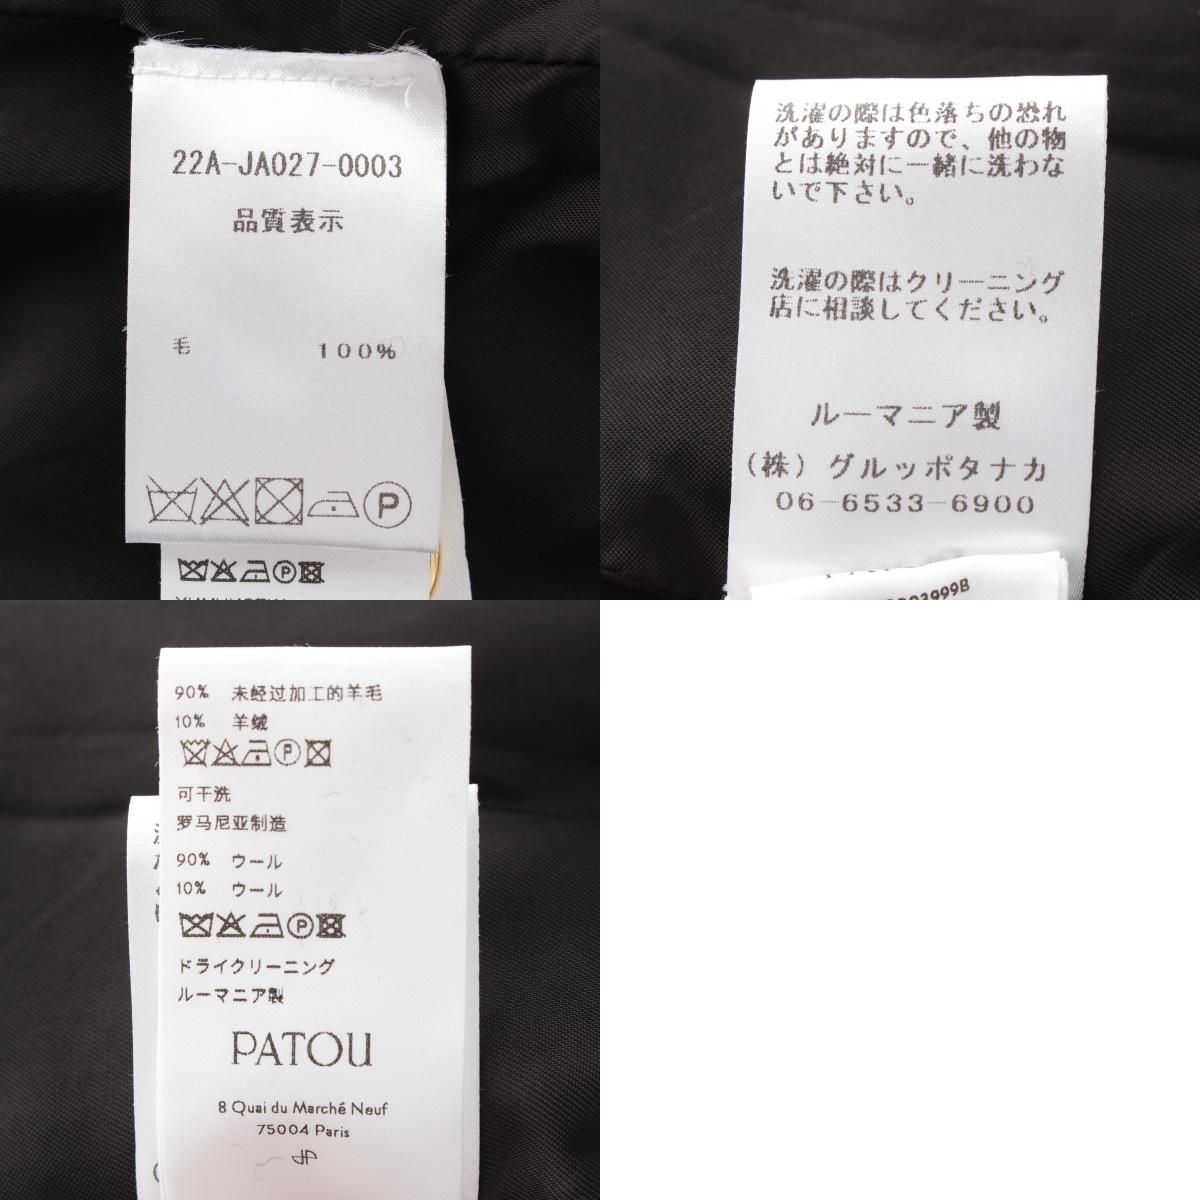 22A-JA027-0003
品質表示
毛 100%
P
P
洗濯の際は色落ちの恐れ
がありますので、他の物
とは絶対に一緒に洗わな
いで下さい。
洗濯の際はクリーニング
店に相談してください。
ルーマニア製
(株)グルッポタナカ
06-6533-6900
90% 未经过加工的羊毛
10% 羊绒
P
可干洗
罗马尼亚制造
90% ウール
10% ウール
P
ドライクリーニング
ルーマニア製
PATOU
8 Quai du Marché Neuf
75004 Paris